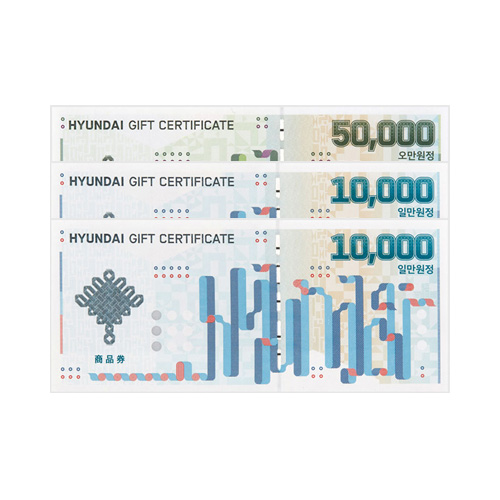 HYUNDAI GIFT CERTIFICATE 50,000
오만원정
HYUNDAI GIFT CERTIFICATE 10,000
일만원정
HYUNDAI GIFT CERTIFICATE 10,000
일만원정
商品券